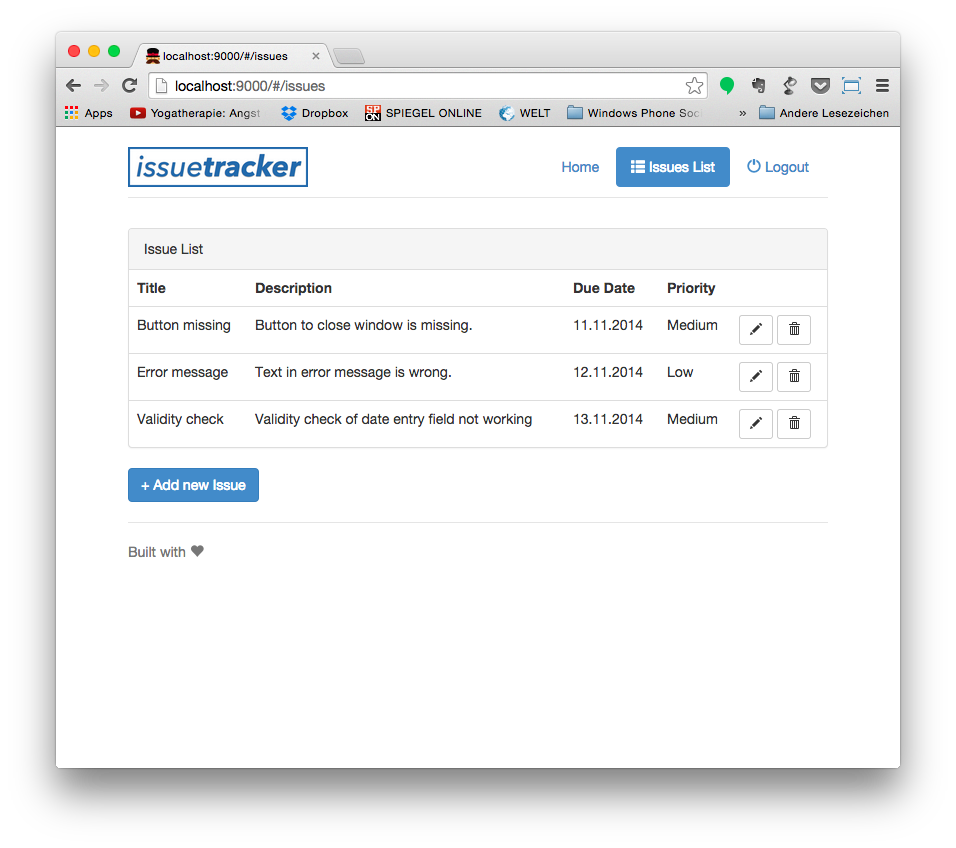 localhost:9000/#/issues
localhost:9000/#/issues
Apps Yogatherapie: Angst Dropbox SP ON SPIEGEL ONLINE WELT Windows Phone Soc » Andere Lesezeichen
issuetracker Home Issues List Logout
Issue List
Title Description Due Date Priority
Button missing Button to close window is missing. 11.11.2014 Medium
Error message Text in error message is wrong. 12.11.2014 Low
Validity check Validity check of date entry field not working 13.11.2014 Medium
+ Add new Issue
Built with ♥